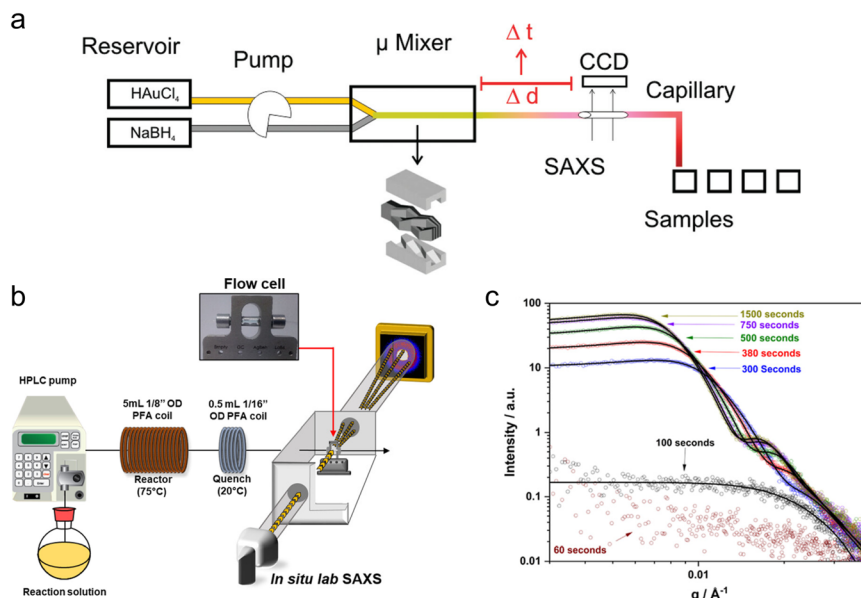 a
Reservoir
HAuCl₄
NaBH₄
Pump
μ Mixer
Δ t
Δ d
CCD
Capillary
SAXS
Samples
b
Flow cell
HPLC pump
5mL 1/8" OD
PFA coil
0.5 mL 1/16"
OD PFA coil
Reactor
(75°C)
Quench
(20°C)
In situ lab SAXS
Reaction solution
c
Intensity / a.u.
100
10
1
0.1
0.01
1500 seconds
750 seconds
500 seconds
380 seconds
300 Seconds
100 seconds
60 seconds
0.01
q / Å⁻¹